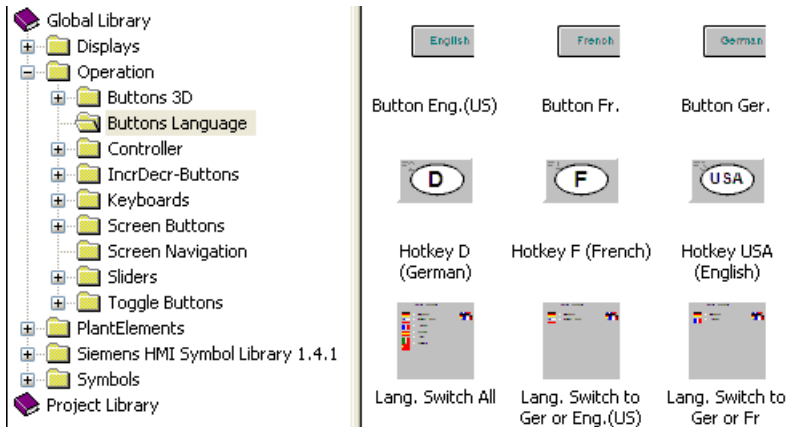 Global Library
Displays
Operation
Buttons 3D
Buttons Language
Controller
IncrDecr-Buttons
Keyboards
Screen Buttons
Screen Navigation
Sliders
Toggle Buttons
PlantElements
Siemens HMI Symbol Library 1.4.1
Symbols
Project Library
English
French
German
Button Eng.(US)
Button Fr.
Button Ger.
D
F
USA
Hotkey D
(German)
Hotkey F (French)
Hotkey USA
(English)
Lang. Switch All
Lang. Switch to
Ger or Eng.(US)
Lang. Switch to
Ger or Fr